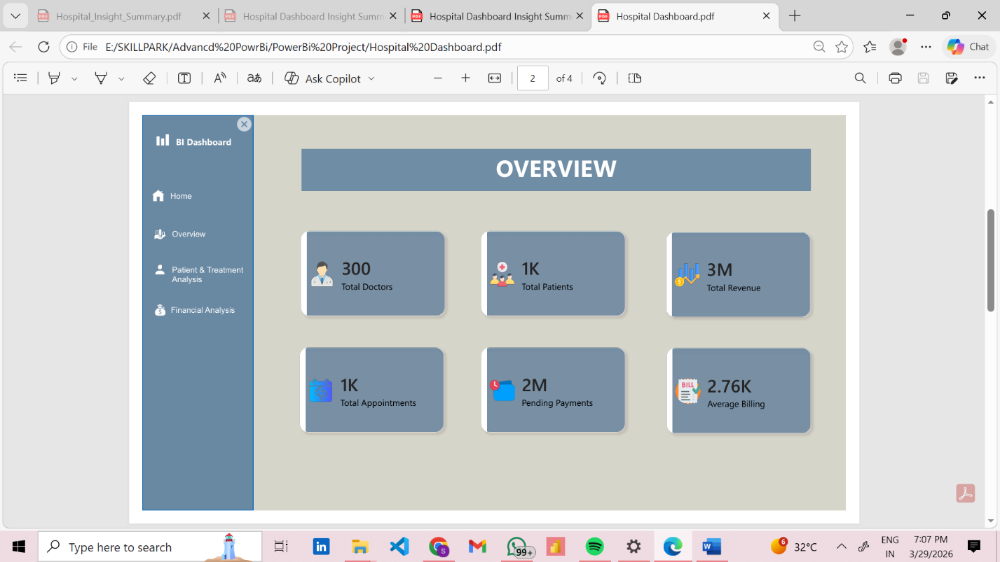 Hospital_Insight_Summary.pdf
Hospital Dashboard Insight Summ
Hospital Dashboard Insight Summ
Hospital Dashboard.pdf
File
E:/SKILLPARK/Advancd%20PowrBi/PowerBi%20Project/Hospital%20Dashboard.pdf
Chat
Ask Copilot
2
of 4
BI Dashboard
Home
Overview
Patient & Treatment
Analysis
Financial Analysis
OVERVIEW
300
Total Doctors
1K
Total Patients
3M
Total Revenue
1K
Total Appointments
2M
Pending Payments
BILL
2.76K
Average Billing
Type here to search
99+
6
32°C
ENG
IN
7:07 PM
3/29/2026